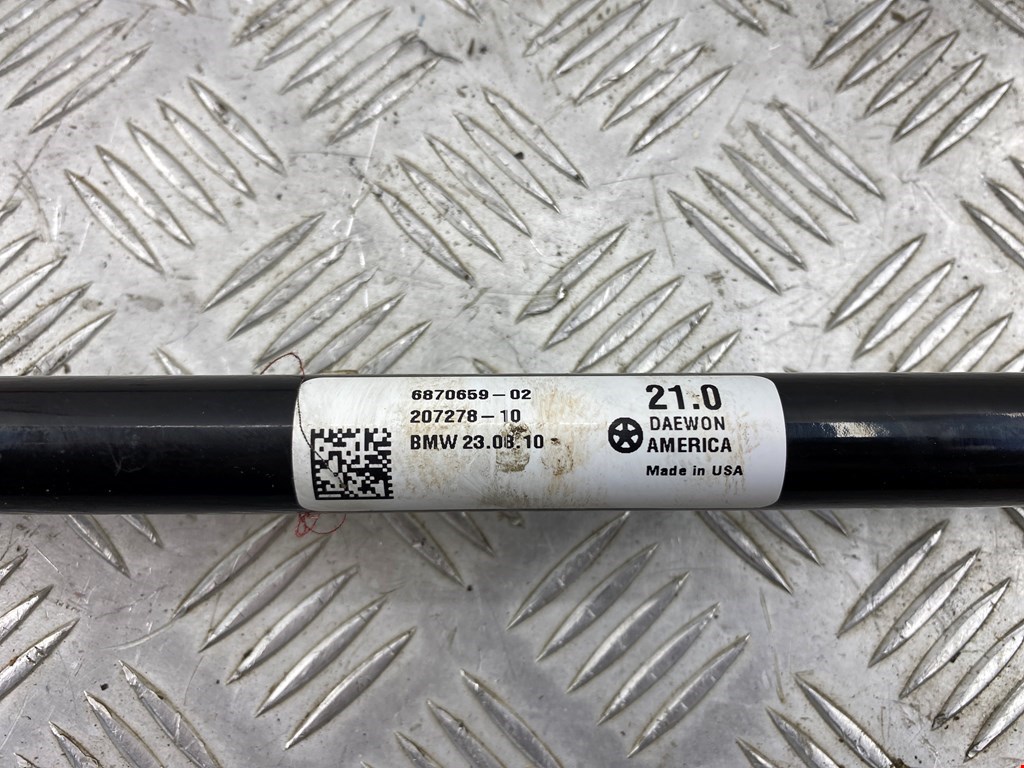 6870659-02
207278-10
BMW 23.08.10
21.0
DAEWON
AMERICA
Made in USA